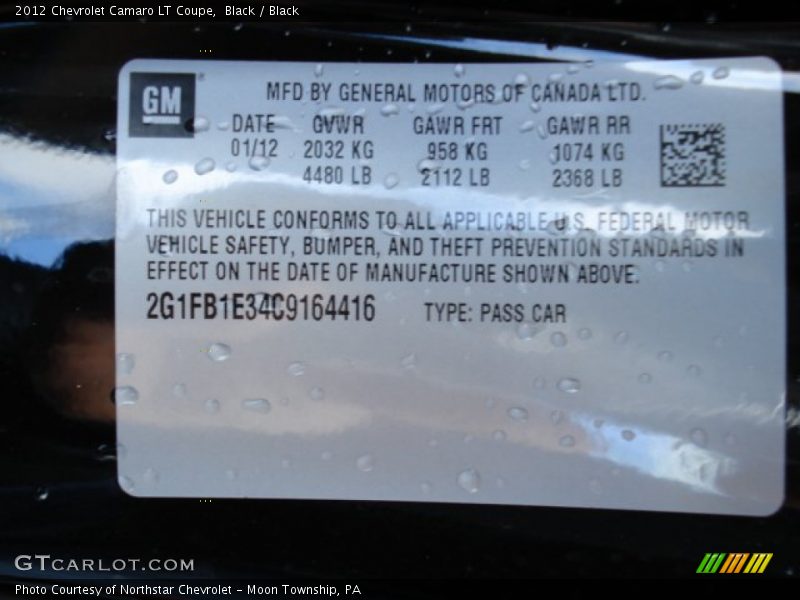 2012 Chevrolet Camaro LT Coupe, Black / Black
GM
MFD BY GENERAL MOTORS OF CANADA LTD.
DATE GVWR GAWR FRT GAWR RR
01/12 2032 KG 958 KG 1074 KG
4480 LB 2112 LB 2368 LB
THIS VEHICLE CONFORMS TO ALL APPLICABLE U.S. FEDERAL MOTOR
VEHICLE SAFETY, BUMPER, AND THEFT PREVENTION STANDARDS IN
EFFECT ON THE DATE OF MANUFACTURE SHOWN ABOVE.
2G1FB1E34C9164416 TYPE: PASS CAR
GTCARLOT.COM
Photo Courtesy of Northstar Chevrolet - Moon Township, PA